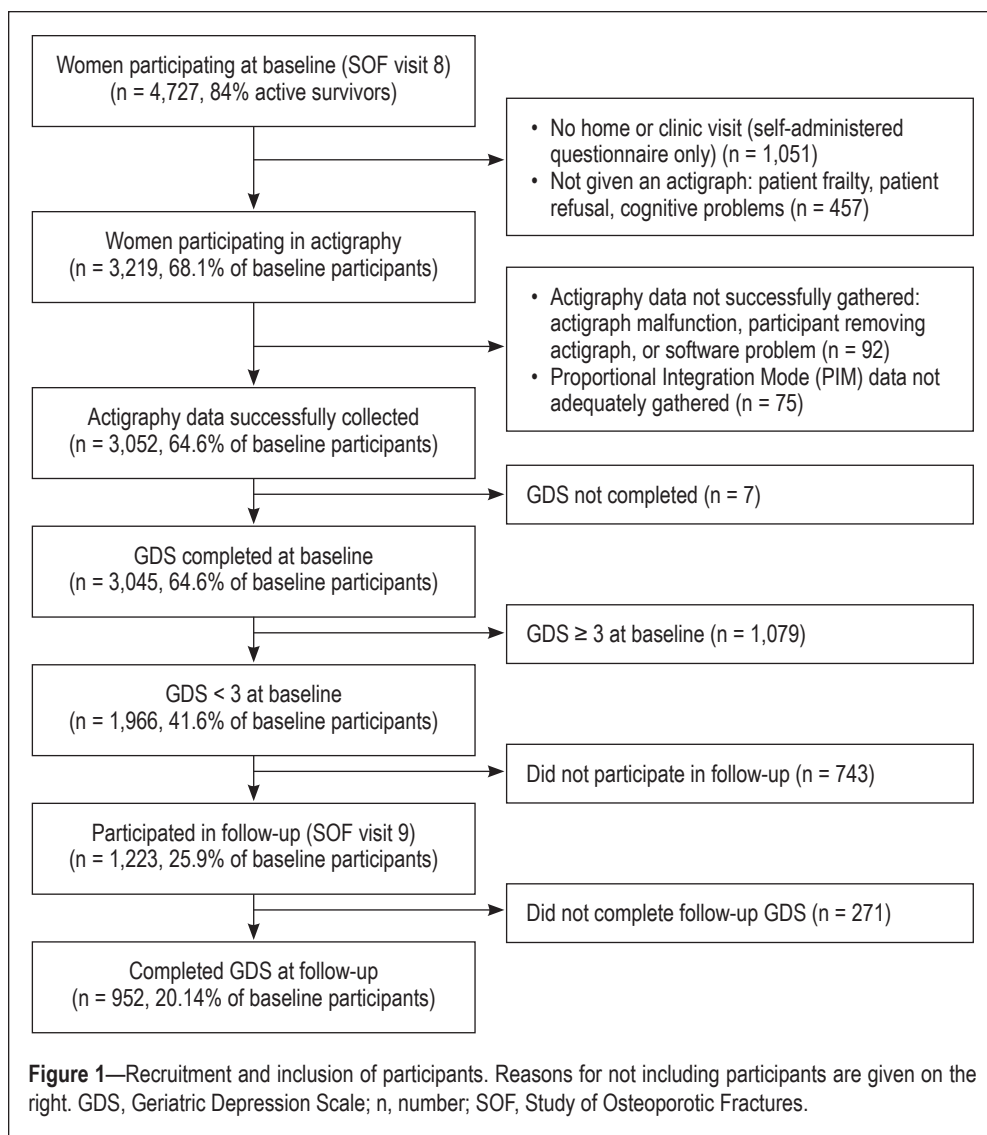 Women participating at baseline (SOF visit 8)
(n = 4,727, 84% active survivors)
• No home or clinic visit (self-administered
questionnaire only) (n = 1,051)
• Not given an actigraph: patient frailty, patient
refusal, cognitive problems (n = 457)
Women participating in actigraphy
(n = 3,219, 68.1% of baseline participants)
• Actigraphy data not successfully gathered:
actigraph malfunction, participant removing
actigraph, or software problem (n = 92)
• Proportional Integration Mode (PIM) data not
adequately gathered (n = 75)
Actigraphy data successfully collected
(n = 3,052, 64.6% of baseline participants)
GDS not completed (n = 7)
GDS completed at baseline
(n = 3,045, 64.6% of baseline participants)
GDS ≥ 3 at baseline (n = 1,079)
GDS < 3 at baseline
(n = 1,966, 41.6% of baseline participants)
Did not participate in follow-up (n = 743)
Participated in follow-up (SOF visit 9)
(n = 1,223, 25.9% of baseline participants)
Did not complete follow-up GDS (n = 271)
Completed GDS at follow-up
(n = 952, 20.14% of baseline participants)
Figure 1—Recruitment and inclusion of participants. Reasons for not including participants are given on the
right. GDS, Geriatric Depression Scale; n, number; SOF, Study of Osteoporotic Fractures.